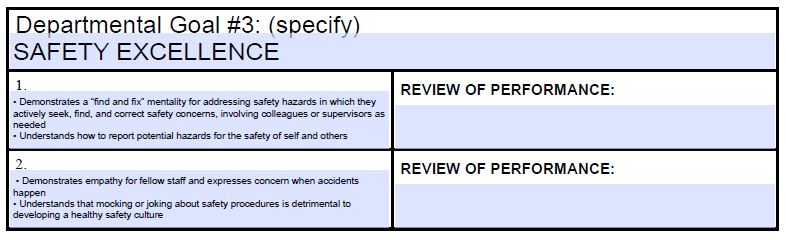 Departmental Goal #3: (specify)
SAFETY EXCELLENCE
1.
• Demonstrates a "find and fix" mentality for addressing safety hazards in which they
actively seek, find, and correct safety concerns, involving colleagues or supervisors as
needed
• Understands how to report potential hazards for the safety of self and others
REVIEW OF PERFORMANCE:
2.
• Demonstrates empathy for fellow staff and expresses concern when accidents
happen
• Understands that mocking or joking about safety procedures is detrimental to
developing a healthy safety culture
REVIEW OF PERFORMANCE: